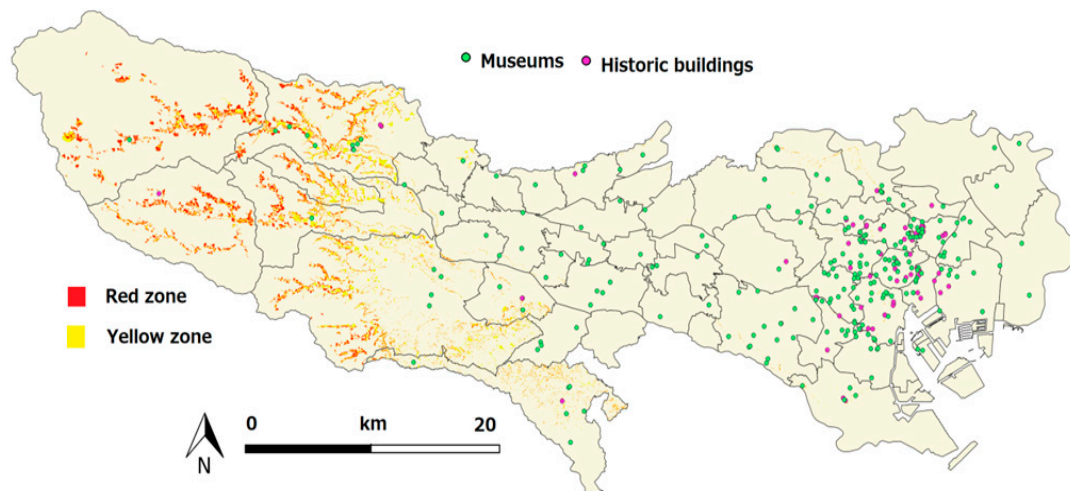 Museums
Historic buildings
Red zone
Yellow zone
0 km 20
N